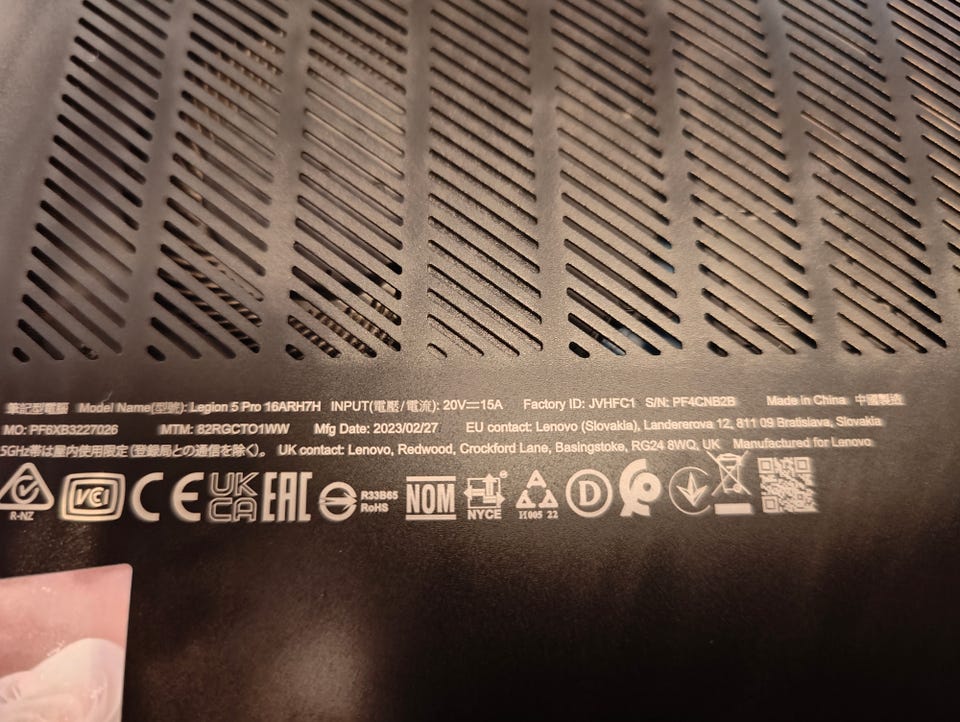 筆記型電腦 Model Name(型號): Legion 5 Pro 16ARH7H INPUT(電壓/電流): 20V⎓15A Factory ID: JVHFC1 S/N: PF4CNB2B Made in China 中國製造
MO: PF6XB3227026 MTM: 82RGCTO1WW Mfg Date: 2023/02/27 EU contact: Lenovo (Slovakia), Landererova 12, 811 09 Bratislava, Slovakia
5GHz帯は屋内使用限定(登録局との通信を除く)。 UK contact: Lenovo, Redwood, Crockford Lane, Basingstoke, RG24 8WQ, UK Manufactured for Lenovo
R-NZ VCI CE UK CA EAC R33B65 RoHS NOM NYCE H005 22 D